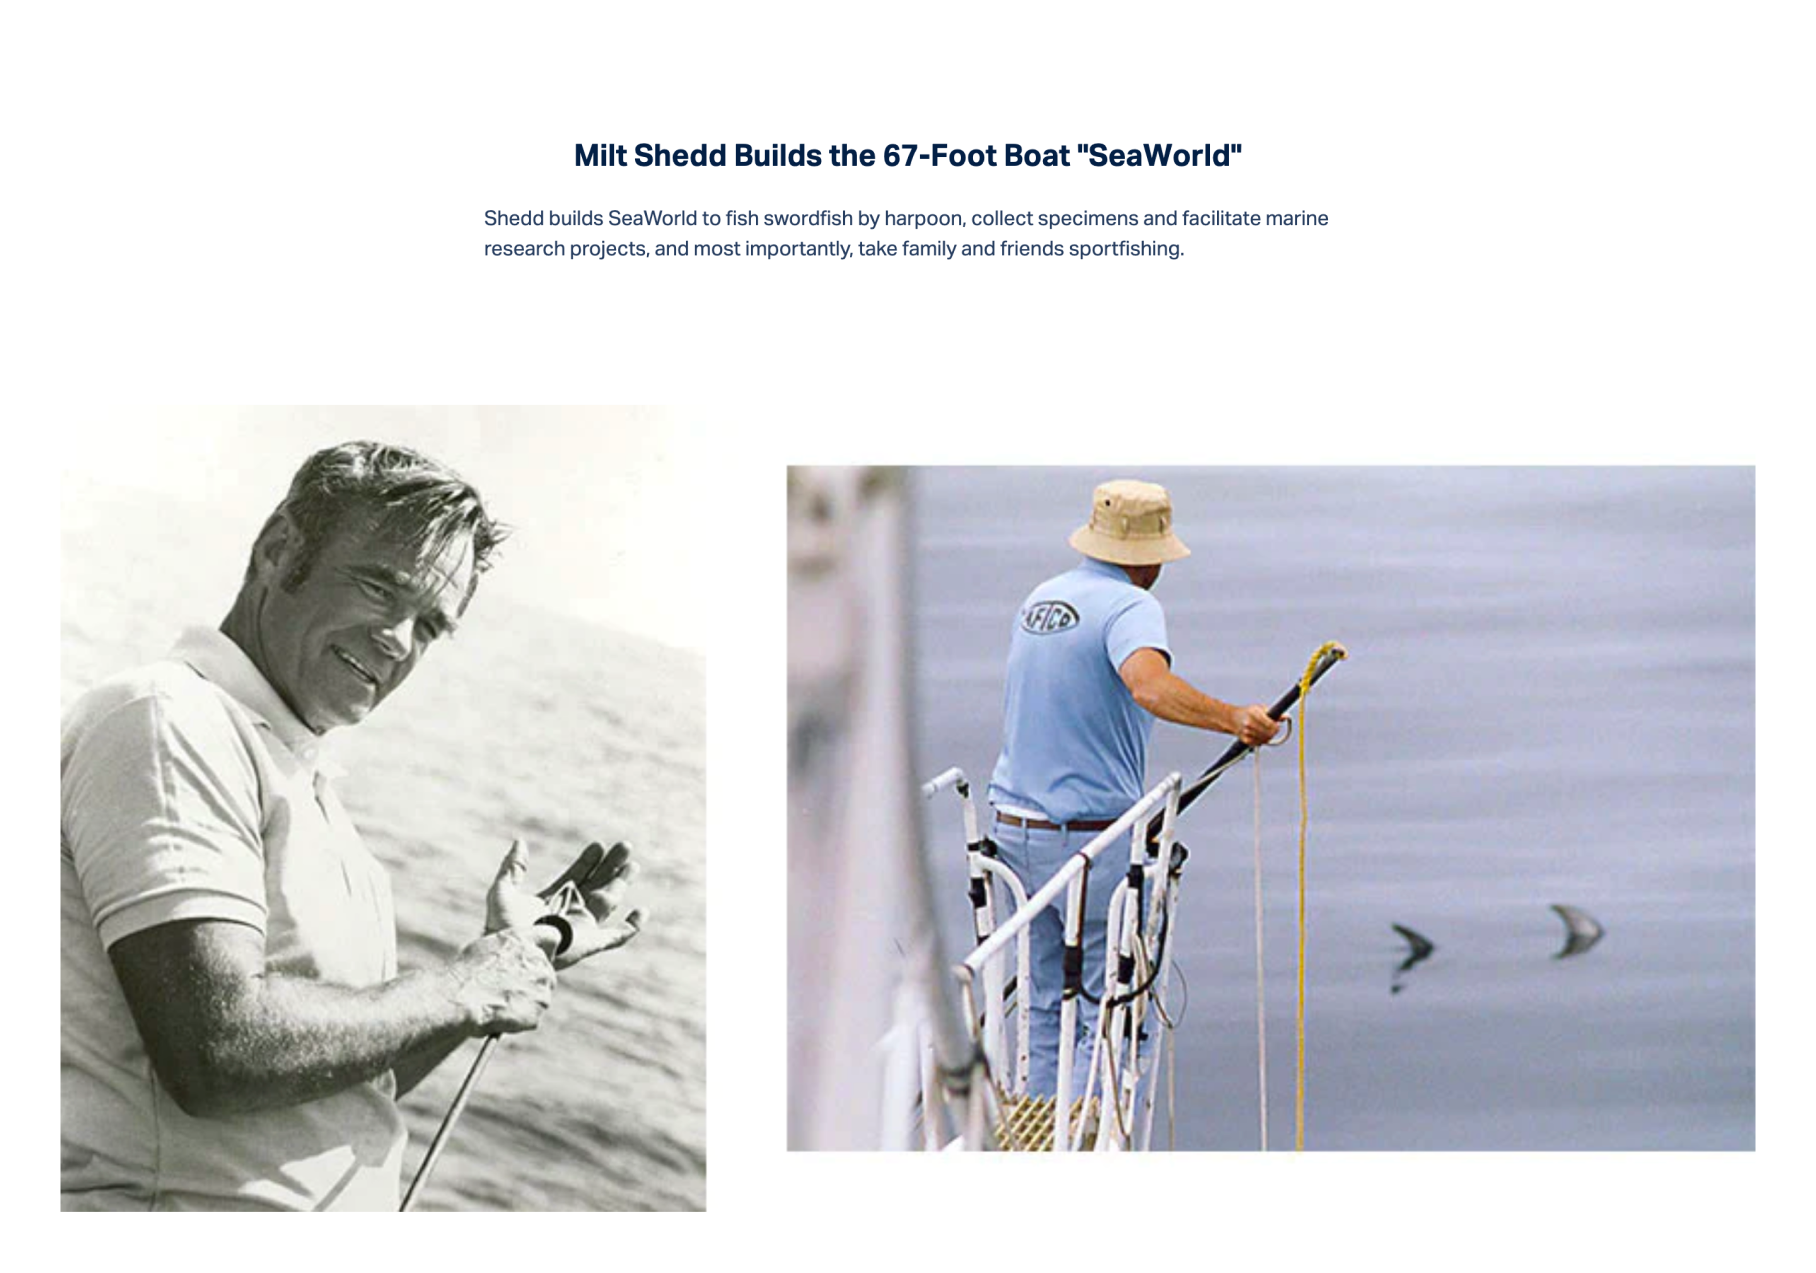 Milt Shedd Builds the 67-Foot Boat "SeaWorld"
Shedd builds SeaWorld to fish swordfish by harpoon, collect specimens and facilitate marine
research projects, and most importantly, take family and friends sportfishing.
AFTCO